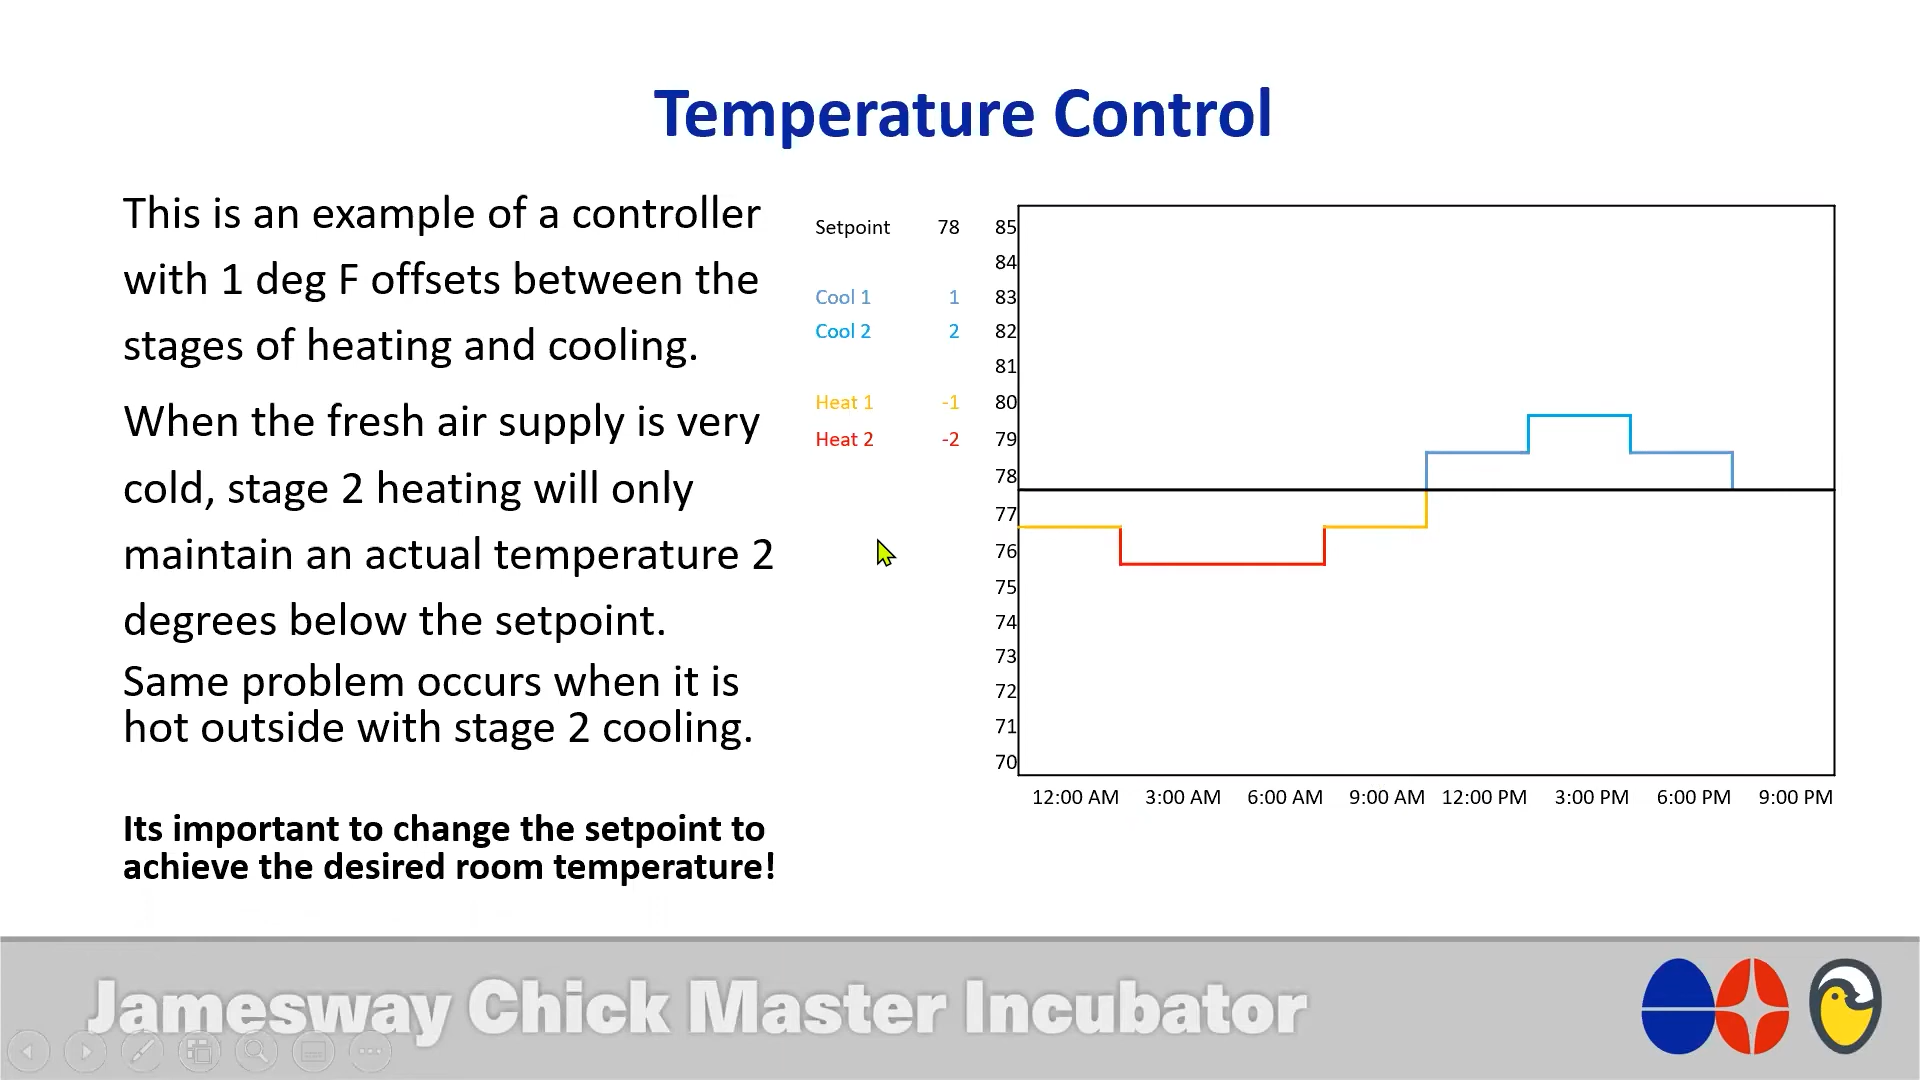 Temperature Control
This is an example of a controller
with 1 deg F offsets between the
stages of heating and cooling.
When the fresh air supply is very
cold, stage 2 heating will only
maintain an actual temperature 2
degrees below the setpoint.
Same problem occurs when it is
hot outside with stage 2 cooling.
Its important to change the setpoint to
achieve the desired room temperature!
Setpoint 78
Cool 1 1
Cool 2 2
Heat 1 -1
Heat 2 -2
85
84
83
82
81
80
79
78
77
76
75
74
73
72
71
70
12:00 AM 3:00 AM 6:00 AM 9:00 AM 12:00 PM 3:00 PM 6:00 PM 9:00 PM
Jamesway Chick Master Incubator